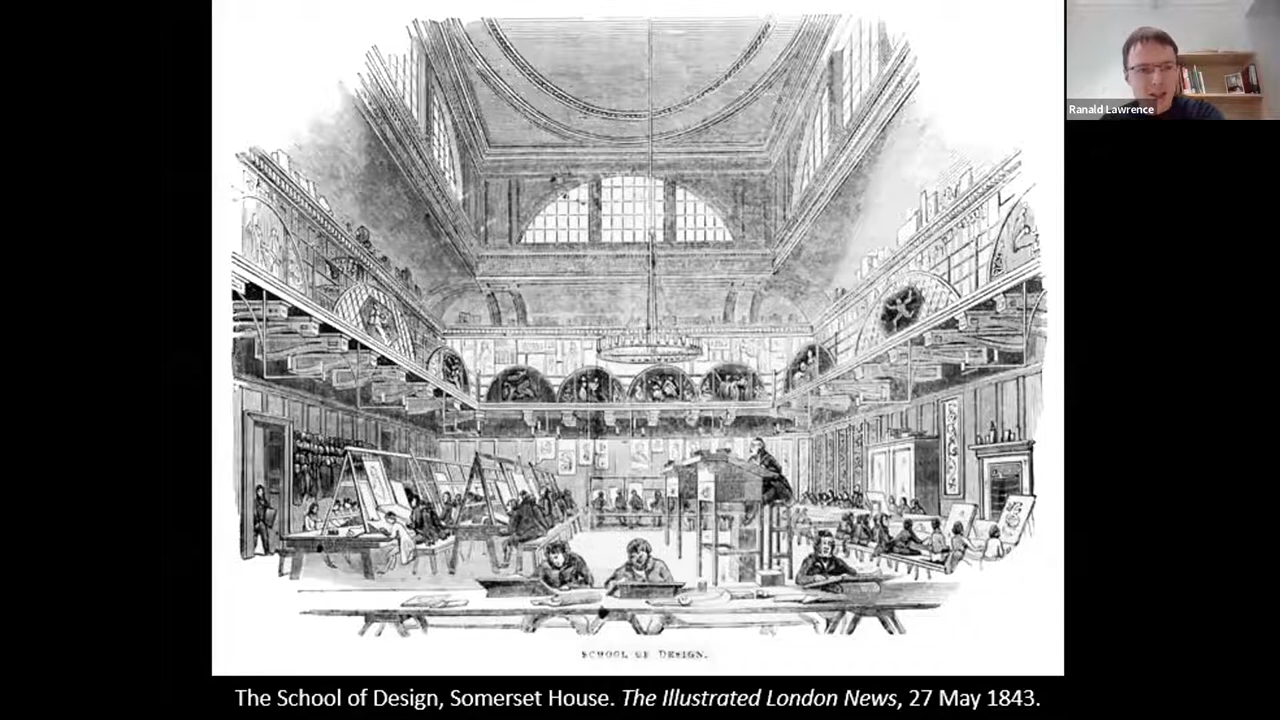 Ranald Lawrence
SCHOOL OF DESIGN.
The School of Design, Somerset House. The Illustrated London News, 27 May 1843.